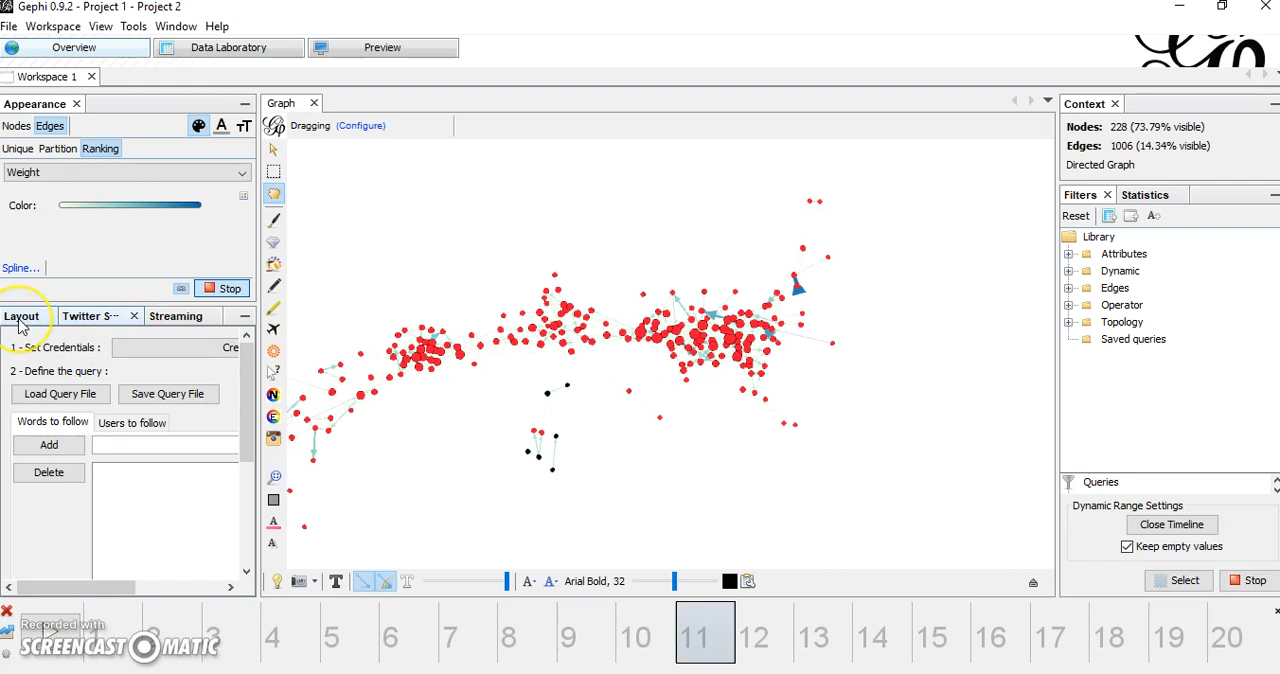 Gephi 0.9.2 - Project 1 - Project 2
File Workspace View Tools Window Help
Overview Data Laboratory Preview
Workspace 1
Appearance
Nodes Edges
Unique Partition Ranking
Weight
Color:
Spline...
Stop
Layout Twitter S... Streaming
1 - Set Credentials : Cre
2 - Define the query :
Load Query File Save Query File
Words to follow Users to follow
Add
Delete
Graph
Dragging (Configure)
Arial Bold, 32
Context
Nodes: 228 (73.79% visible)
Edges: 1006 (14.34% visible)
Directed Graph
Filters Statistics
Reset
Library
Attributes
Dynamic
Edges
Operator
Topology
Saved queries
Queries
Dynamic Range Settings
Close Timeline
Keep empty values
Select Stop
1 2 3 4 5 6 7 8 9 10 11 12 13 14 15 16 17 18 19 20
Recorded with
SCREENCAST-O-MATIC